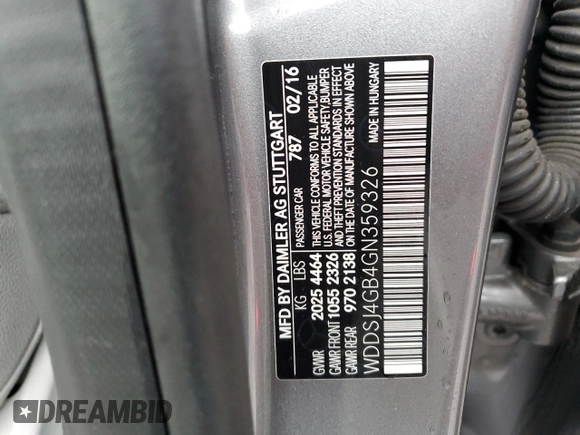 MFD BY DAIMLER AG STUTTGART
KG LBS PASSENGER CAR 787 02/16
GVWR 2025 4464 THIS VEHICLE CONFORMS TO ALL APPLICABLE
GAWR FRONT 1055 2326 U.S. FEDERAL MOTOR VEHICLE SAFETY, BUMPER
GAWR REAR 970 2138 AND THEFT PREVENTION STANDARDS IN EFFECT
ON THE DATE OF MANUFACTURE SHOWN ABOVE
MADE IN HUNGARY
WDDSJ4GB4GN359326
DREAMBID